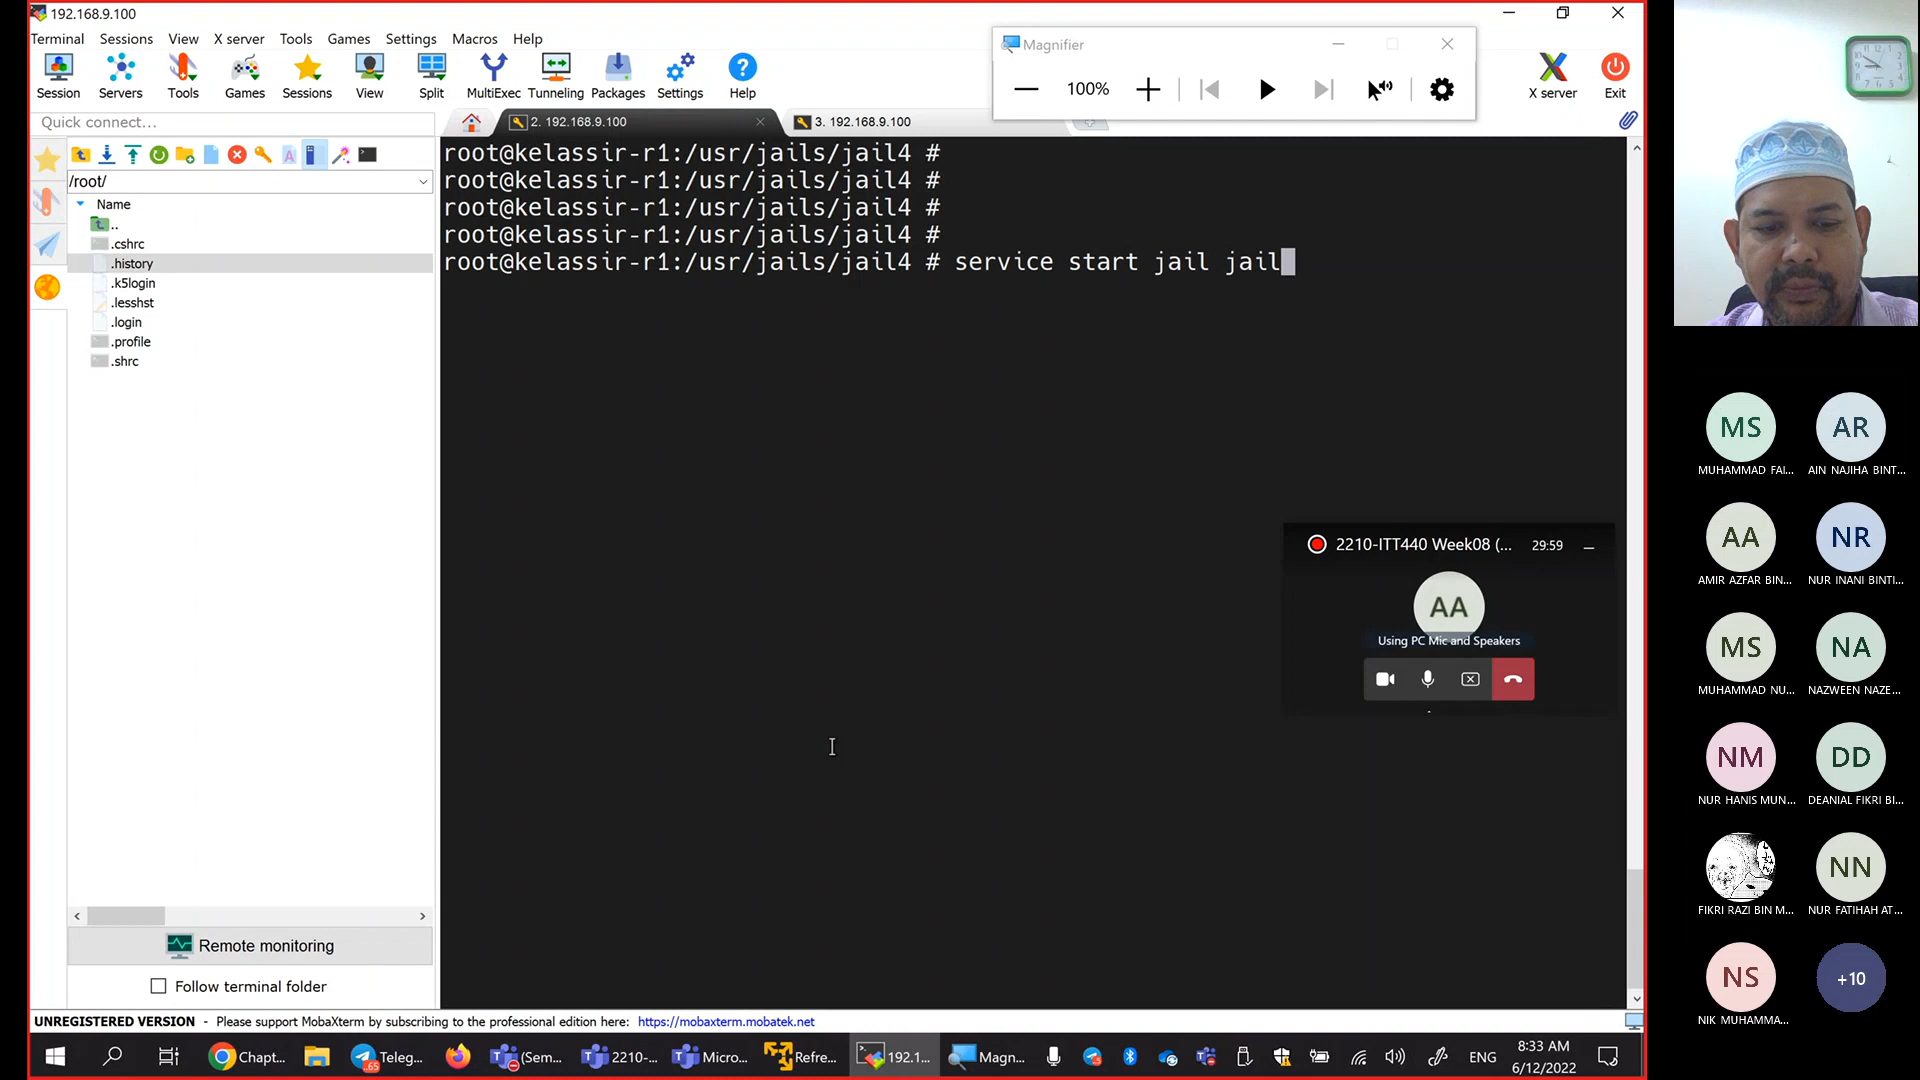 192.168.9.100
Terminal Sessions View X server Tools Games Settings Macros Help
Magnifier
100%
Session Servers Tools Games Sessions View Split MultiExec Tunneling Packages Settings Help X server Exit
Quick connect...
2. 192.168.9.100
3. 192.168.9.100
/root/
Name
..
.cshrc
.history
.k5login
.lesshst
.login
.profile
.shrc
root@kelassir-r1:/usr/jails/jail4 #
root@kelassir-r1:/usr/jails/jail4 #
root@kelassir-r1:/usr/jails/jail4 #
root@kelassir-r1:/usr/jails/jail4 #
root@kelassir-r1:/usr/jails/jail4 # service start jail jail
2210-ITT440 Week08 (... 29:59
AA
Using PC Mic and Speakers
Remote monitoring
Follow terminal folder
UNREGISTERED VERSION - Please support MobaXterm by subscribing to the professional edition here: https://mobaxterm.mobatek.net
Chapt... Teleg... 65 (Sem... 2210-... Micro... Refre... 192.1... Magn... ENG
8:33 AM
6/12/2022
MS AR
MUHAMMAD FAI... AIN NAJIHA BINT...
AA NR
AMIR AZFAR BIN... NUR INANI BINTI...
MS NA
MUHAMMAD NU... NAZWEEN NAZE...
NM DD
NUR HANIS MUN... DEANIAL FIKRI BI...
NN
FIKRI RAZI BIN M... NUR FATIHAH AT...
NS +10
NIK MUHAMMA...